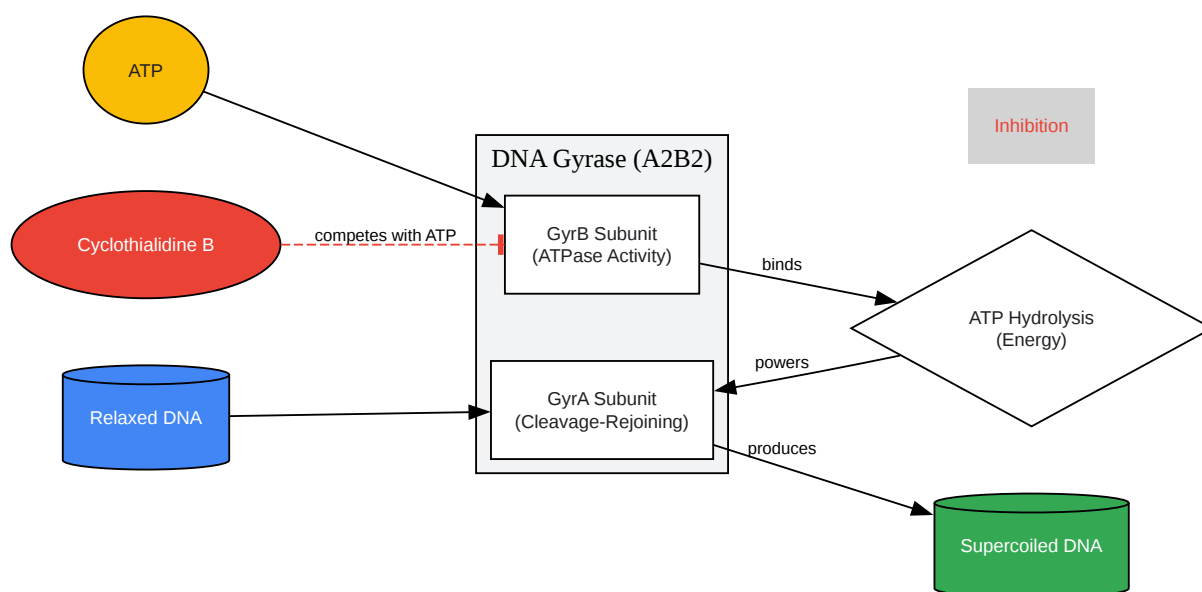 ATP
Inhibition
DNA Gyrase (A2B2)
Cyclothialidine B
competes with ATP
GyrB Subunit
(ATPase Activity)
binds
ATP Hydrolysis
(Energy)
powers
Relaxed DNA
GyrA Subunit
(Cleavage-Rejoining)
produces
Supercoiled DNA